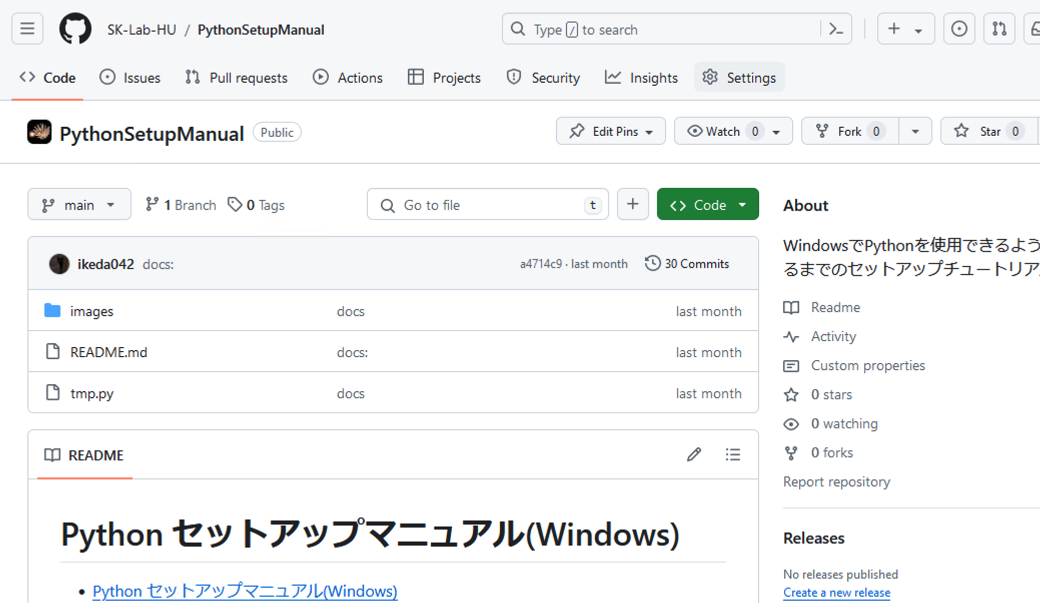 SK-Lab-HU / PythonSetupManual
Type / to search
Code Issues Pull requests Actions Projects Security Insights Settings
PythonSetupManual Public
Edit Pins Watch 0 Fork 0 Star 0
main 1 Branch 0 Tags
Go to file t
Code
ikeda042 docs: a4714c9 · last month 30 Commits
images docs last month
README.md docs: last month
tmp.py docs last month
README
Python セットアップマニュアル(Windows)
• Python セットアップマニュアル(Windows)
About
WindowsでPythonを使用できるよう
るまでのセットアップチュートリア
Readme
Activity
Custom properties
0 stars
0 watching
0 forks
Report repository
Releases
No releases published
Create a new release